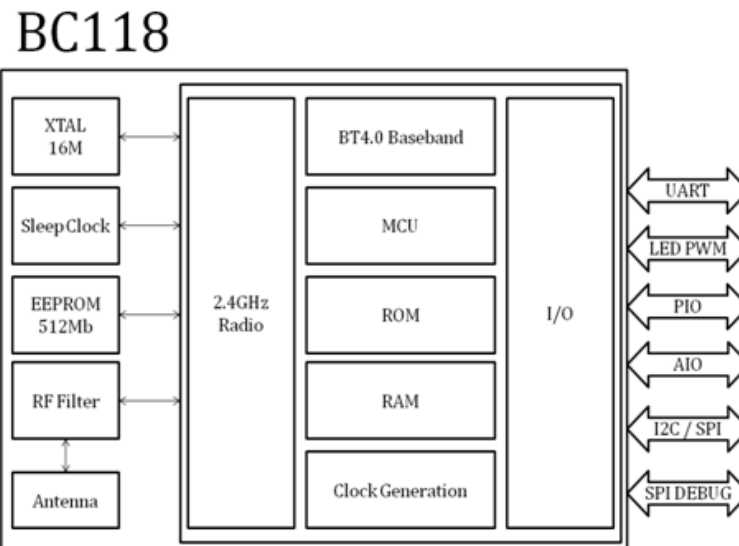 BC118
XTAL
16M
Sleep Clock
EEPROM
512Mb
RF Filter
Antenna
2.4GHz
Radio
BT4.0 Baseband
MCU
ROM
RAM
Clock Generation
I/O
UART
LED PWM
PIO
AIO
I2C / SPI
SPI DEBUG